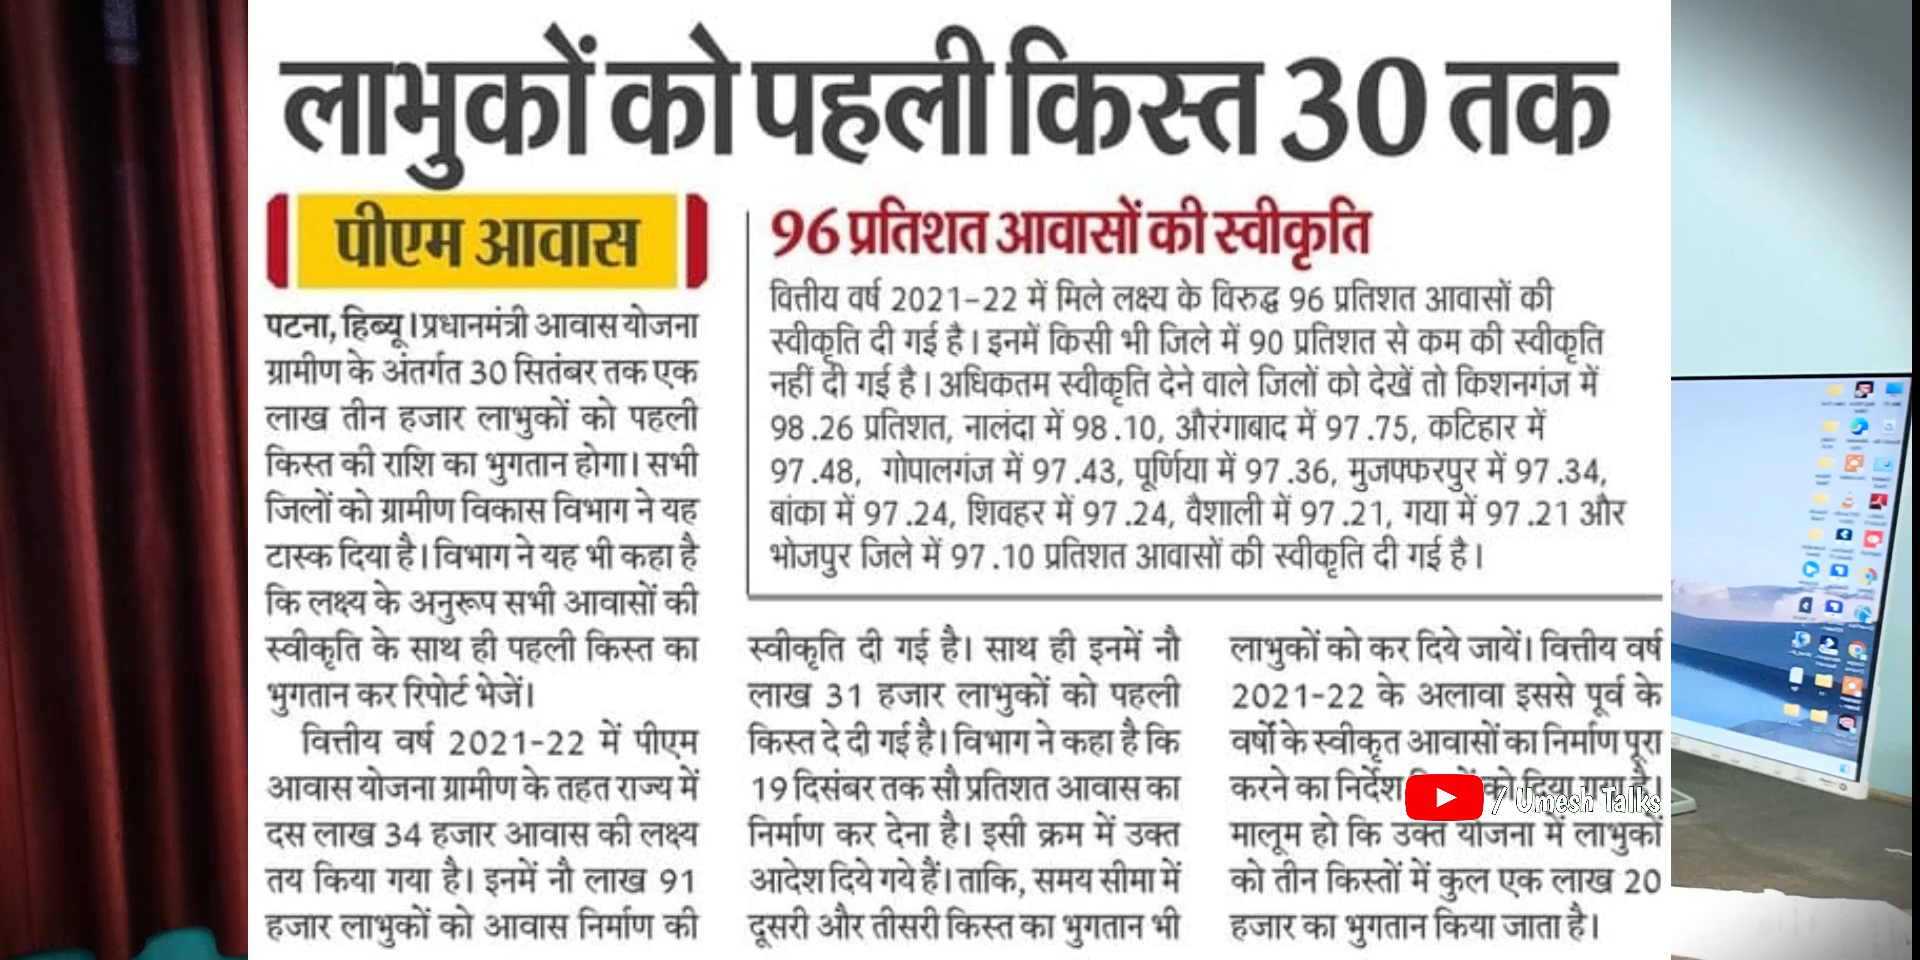 लाभुकों को पहली किस्त 30 तक
पीएम आवास
पटना, हिब्यू। प्रधानमंत्री आवास योजना
ग्रामीण के अंतर्गत 30 सितंबर तक एक
लाख तीन हजार लाभुकों को पहली
किस्त की राशि का भुगतान होगा। सभी
जिलों को ग्रामीण विकास विभाग ने यह
टास्क दिया है। विभाग ने यह भी कहा है
कि लक्ष्य के अनुरूप सभी आवासों की
स्वीकृति के साथ ही पहली किस्त का
भुगतान कर रिपोर्ट भेजें।
वित्तीय वर्ष 2021-22 में पीएम
आवास योजना ग्रामीण के तहत राज्य में
दस लाख 34 हजार आवास की लक्ष्य
तय किया गया है। इनमें नौ लाख 91
हजार लाभुकों को आवास निर्माण की
96 प्रतिशत आवासों की स्वीकृति
वित्तीय वर्ष 2021-22 में मिले लक्ष्य के विरुद्ध 96 प्रतिशत आवासों की
स्वीकृति दी गई है। इनमें किसी भी जिले में 90 प्रतिशत से कम की स्वीकृति
नहीं दी गई है। अधिकतम स्वीकृति देने वाले जिलों को देखें तो किशनगंज में
98.26 प्रतिशत, नालंदा में 98.10, औरंगाबाद में 97.75, कटिहार में
97.48, गोपालगंज में 97.43, पूर्णिया में 97.36, मुजफ्फरपुर में 97.34,
बांका में 97.24, शिवहर में 97.24, वैशाली में 97.21, गया में 97.21 और
भोजपुर जिले में 97.10 प्रतिशत आवासों की स्वीकृति दी गई है।
स्वीकृति दी गई है। साथ ही इनमें नौ
लाख 31 हजार लाभुकों को पहली
किस्त दे दी गई है। विभाग ने कहा है कि
19 दिसंबर तक सौ प्रतिशत आवास का
निर्माण कर देना है। इसी क्रम में उक्त
आदेश दिये गये हैं। ताकि, समय सीमा में
दूसरी और तीसरी किस्त का भुगतान भी
लाभुकों को कर दिये जायें। वित्तीय वर्ष
2021-22 के अलावा इससे पूर्व के
वर्षों के स्वीकृत आवासों का निर्माण पूरा
करने का निर्देश को दिया गया है।
/ Umesh Talks
मालूम हो कि उक्त योजना में लाभुकों
को तीन किस्तों में कुल एक लाख 20
हजार का भुगतान किया जाता है।